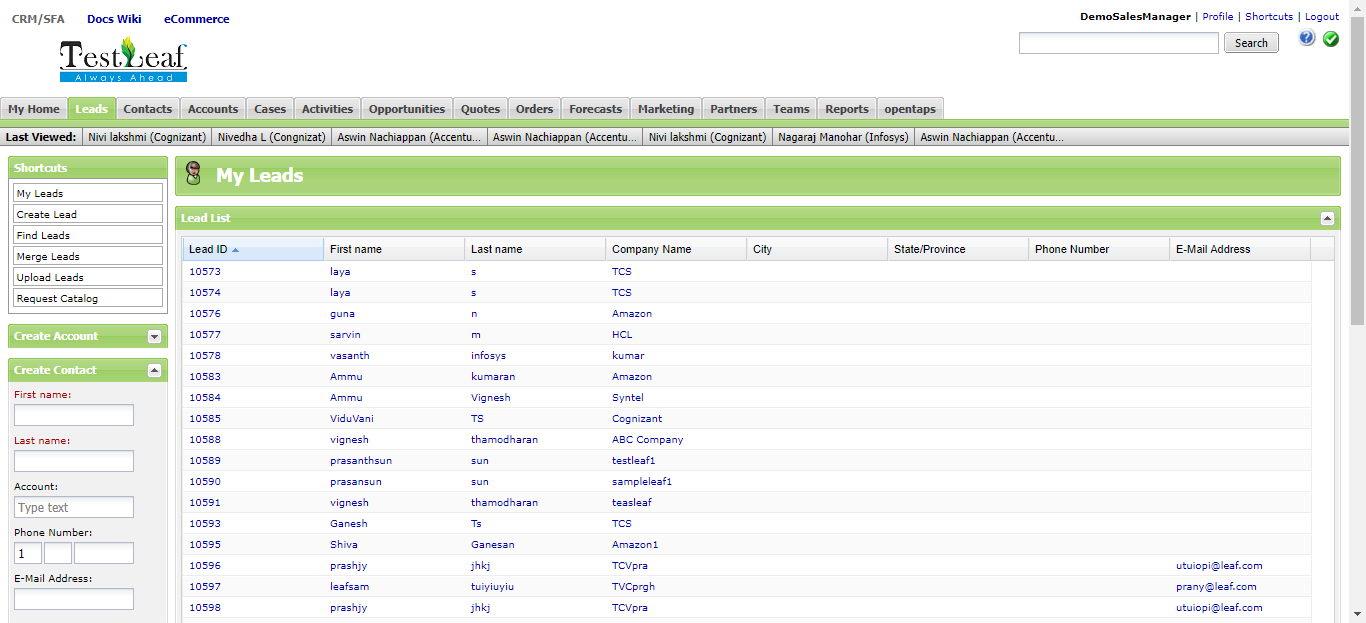 CRM/SFA Docs Wiki eCommerce
DemoSalesManager | Profile | Shortcuts | Logout
TestLeaf
Always Ahead
Search
?
My Home Leads Contacts Accounts Cases Activities Opportunities Quotes Orders Forecasts Marketing Partners Teams Reports opentaps
Last Viewed: Nivi lakshmi (Cognizant) Nivedha L (Congnizat) Aswin Nachiappan (Accentu... Aswin Nachiappan (Accentu... Nivi lakshmi (Cognizant) Nagaraj Manohar (Infosys) Aswin Nachiappan (Accentu...
Shortcuts
My Leads
Create Lead
Find Leads
Merge Leads
Upload Leads
Request Catalog
Create Account
Create Contact
First name:
Last name:
Account:
Type text
Phone Number:
1
E-Mail Address:
My Leads
Lead List
Lead ID First name Last name Company Name City State/Province Phone Number E-Mail Address
10573 laya s TCS
10574 laya s TCS
10576 guna n Amazon
10577 sarvin m HCL
10578 vasanth infosys kumar
10583 Ammu kumaran Amazon
10584 Ammu Vignesh Syntel
10585 ViduVani TS Cognizant
10588 vignesh thamodharan ABC Company
10589 prasanthsun sun testleaf1
10590 prasansun sun sampleleaf1
10591 vignesh thamodharan teasleaf
10593 Ganesh Ts TCS
10595 Shiva Ganesan Amazon1
10596 prashjy jhkj TCVpra utuiopi@leaf.com
10597 leafsam tuiyiuyiu TVCprgh prany@leaf.com
10598 prashjy jhkj TCVpra utuiopi@leaf.com